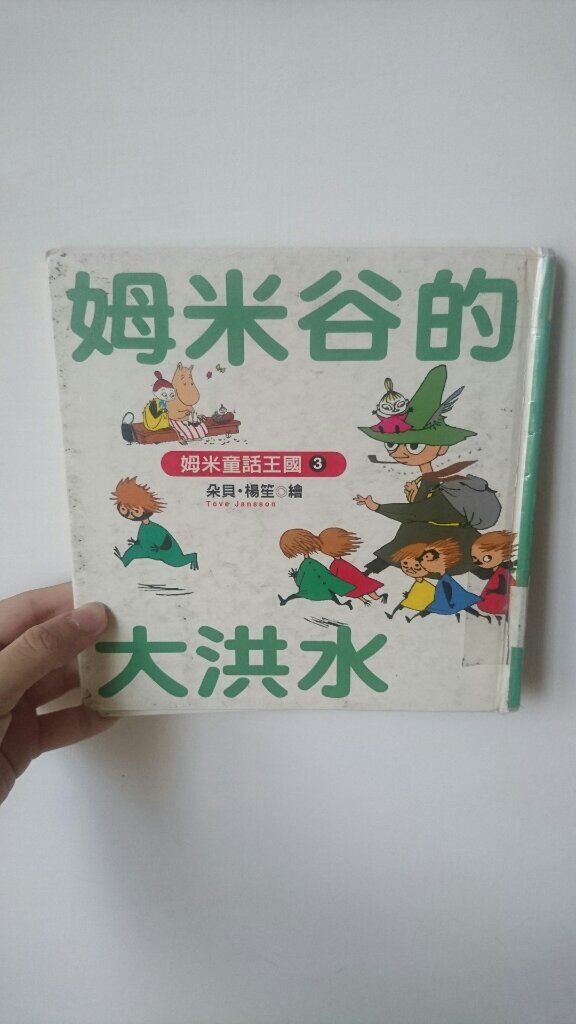 姆米谷的
姆米童話王國 3
朵貝·楊笙◎繪
Tove Jansson
大洪水